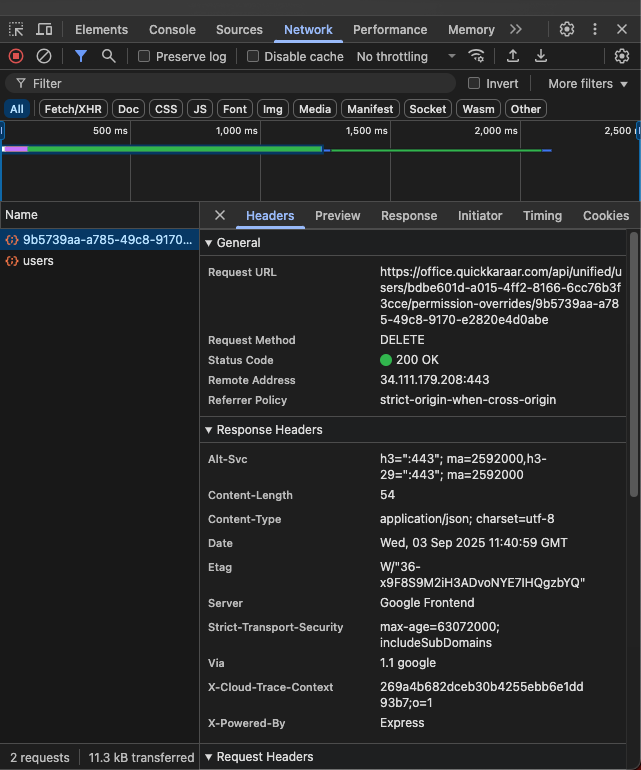 Elements Console Sources Network Performance Memory
Preserve log Disable cache No throttling
Filter Invert More filters
All Fetch/XHR Doc CSS JS Font Img Media Manifest Socket Wasm Other
500 ms 1,000 ms 1,500 ms 2,000 ms 2,500
Name
9b5739aa-a785-49c8-9170...
users
Headers Preview Response Initiator Timing Cookies
General
Request URL https://office.quickkaraar.com/api/unified/u
sers/bdbe601d-a015-4ff2-8166-6cc76b3f
3cce/permission-overrides/9b5739aa-a7
85-49c8-9170-e2820e4d0abe
Request Method DELETE
Status Code 200 OK
Remote Address 34.111.179.208:443
Referrer Policy strict-origin-when-cross-origin
Response Headers
Alt-Svc h3=":443"; ma=2592000,h3-
29=":443"; ma=2592000
Content-Length 54
Content-Type application/json; charset=utf-8
Date Wed, 03 Sep 2025 11:40:59 GMT
Etag W/"36-
x9F8S9M2iH3ADvoNYE7lHQgzbYQ"
Server Google Frontend
Strict-Transport-Security max-age=63072000;
includeSubDomains
Via 1.1 google
X-Cloud-Trace-Context 269a4b682dceb30b4255ebb6e1dd
93b7;o=1
X-Powered-By Express
Request Headers
2 requests 11.3 kB transferred